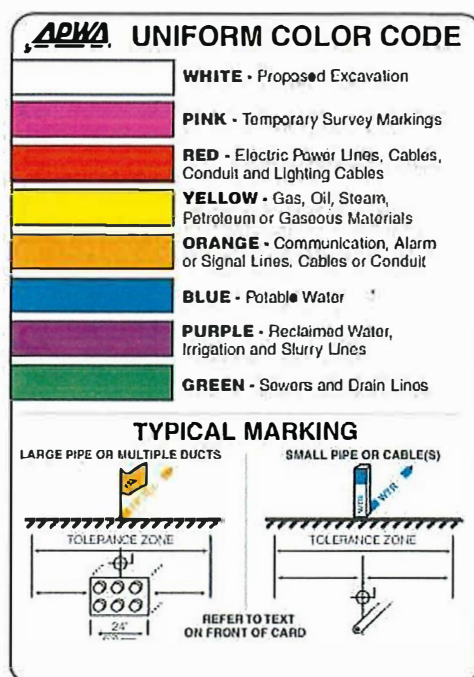 APWA UNIFORM COLOR CODE
WHITE - Proposed Excavation
PINK - Temporary Survey Markings
RED - Electric Power Lines, Cables,
Conduit and Lighting Cables
YELLOW - Gas, Oil, Steam,
Petroleum or Gaseous Materials
ORANGE - Communication, Alarm
or Signal Lines, Cables or Conduit
BLUE - Potable Water
PURPLE - Reclaimed Water,
Irrigation and Slurry Lines
GREEN - Sewers and Drain Lines
TYPICAL MARKING
LARGE PIPE OR MULTIPLE DUCTS
SMALL PIPE OR CABLE(S)
WTR
WTR
TOLERANCE ZONE
TOLERANCE ZONE
24"
REFER TO TEXT
ON FRONT OF CARD